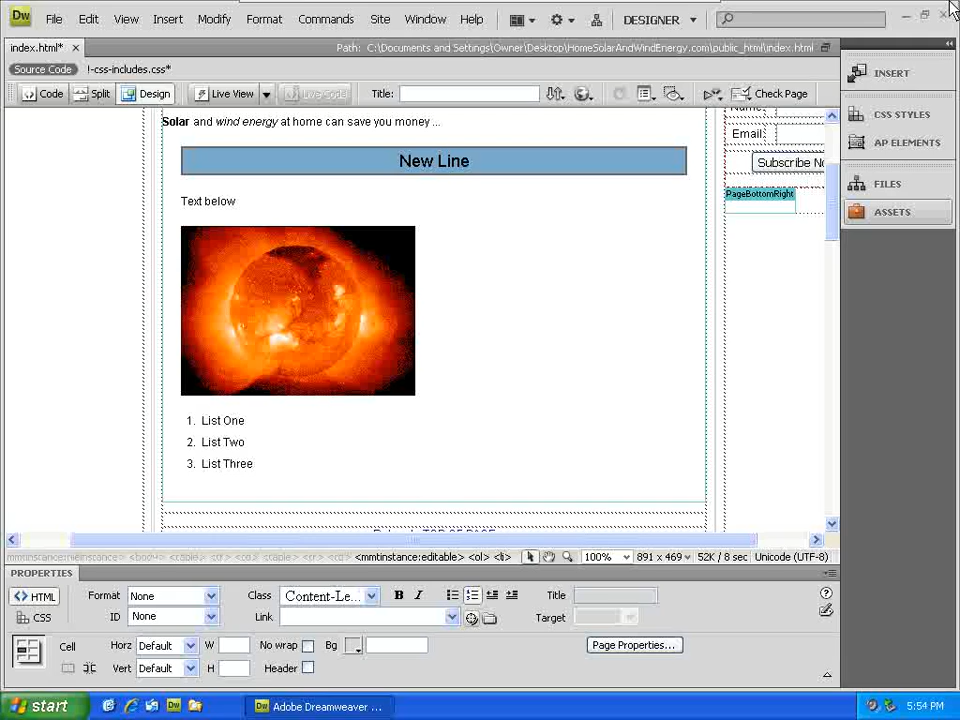 Dw File Edit View Insert Modify Format Commands Site Window Help DESIGNER
index.html* Path: C:\Documents and Settings\Owner\Desktop\HomeSolarAndWindEnergy.com\public_html\index.html
Source Code !-css-includes.css*
Code Split Design Live View Live Code Title: Check Page
INSERT
CSS STYLES
AP ELEMENTS
FILES
ASSETS
Solar and wind energy at home can save you money ...
Name:
Email:
Subscribe No
PageBottomRight
New Line
Text below
1. List One
2. List Two
3. List Three
<mmtinstance:editable> <ol> <li> 100% 891 x 469 52K / 8 sec Unicode (UTF-8)
PROPERTIES
HTML Format None Class Content-Le... B I Title
CSS ID None Link Target
Cell Horz Default W No wrap Bg Page Properties...
Vert Default H Header
start Dw Adobe Dreamweaver ... 5:54 PM